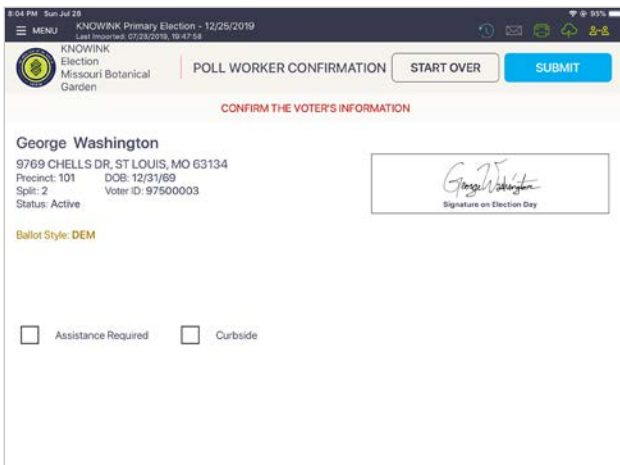 8:04 PM Sun Jul 28
95%
MENU
KNOWINK Primary Election - 12/25/2019
Last Imported: 07/28/2019, 19:47:58
KNOWINK
Election
Missouri Botanical
Garden
POLL WORKER CONFIRMATION
START OVER
SUBMIT
CONFIRM THE VOTER'S INFORMATION
George Washington
9769 CHELLS DR, ST LOUIS, MO 63134
Precinct: 101 DOB: 12/31/69
Split: 2 Voter ID: 97500003
Status: Active
George Washington
Signature on Election Day
Ballot Style: DEM
Assistance Required
Curbside